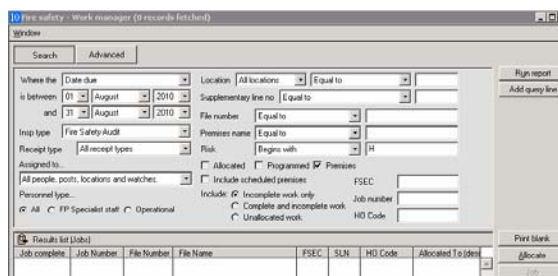 Fire safety - Work manager (0 records fetched)
Window
Search Advanced
Where the Date due
is between 01 August 2010
and 31 August 2010
Insp type Fire Safety Audit
Receipt type All receipt types
Assigned to...
All people, posts, locations and watches.
Personnel type...
All FP Specialist staff Operational
Location All locations Equal to
Supplementary line no Equal to
File number Equal to
Premises name Equal to
Risk Begins with H
Allocated Programmed Premises
Include scheduled premises FSEC
Include: Incomplete work only Job number
Complete and incomplete work
Unallocated work HO Code
Run report
Add query line
Results list (Jobs) Print blank
Job complete Job Number File Number File Name FSEC SLN HO Code Allocated To (desc
Allocate
Job